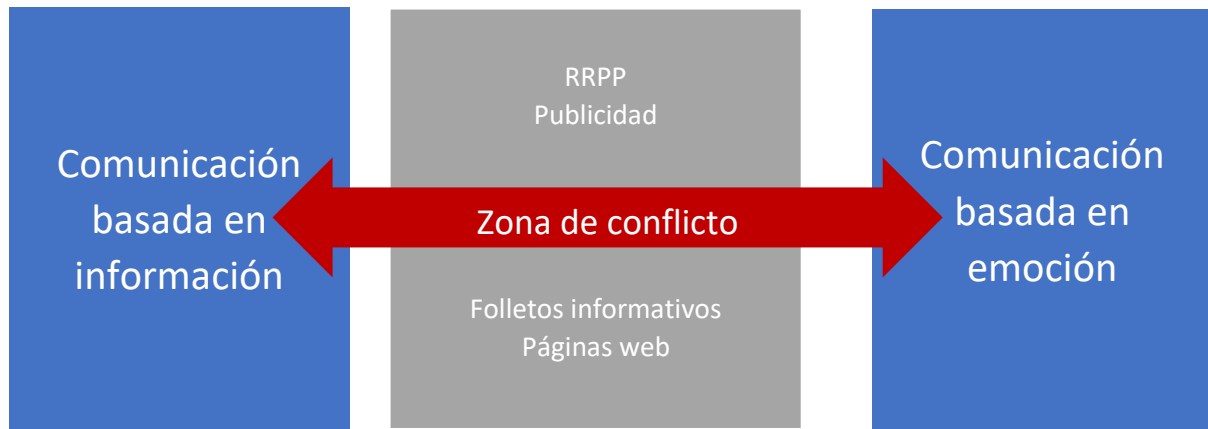 Comunicación
basada en
información
RRPP
Publicidad
Zona de conflicto
Folletos informativos
Páginas web
Comunicación
basada en
emoción